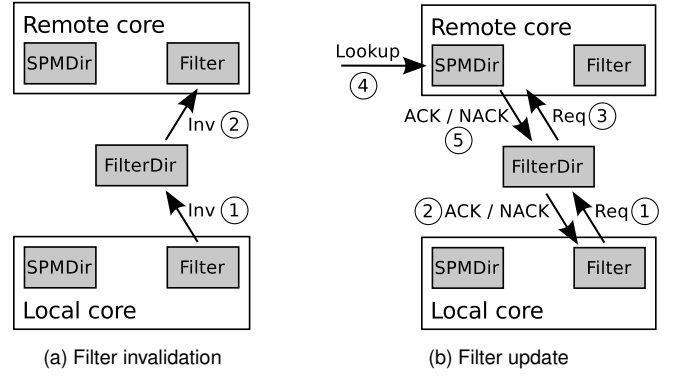 Remote core
SPMDir Filter
Inv 2
FilterDir
Inv 1
SPMDir Filter
Local core
(a) Filter invalidation
Remote core
Lookup
4
SPMDir Filter
ACK / NACK
5
Req 3
FilterDir
2 ACK / NACK
Req 1
SPMDir Filter
Local core
(b) Filter update